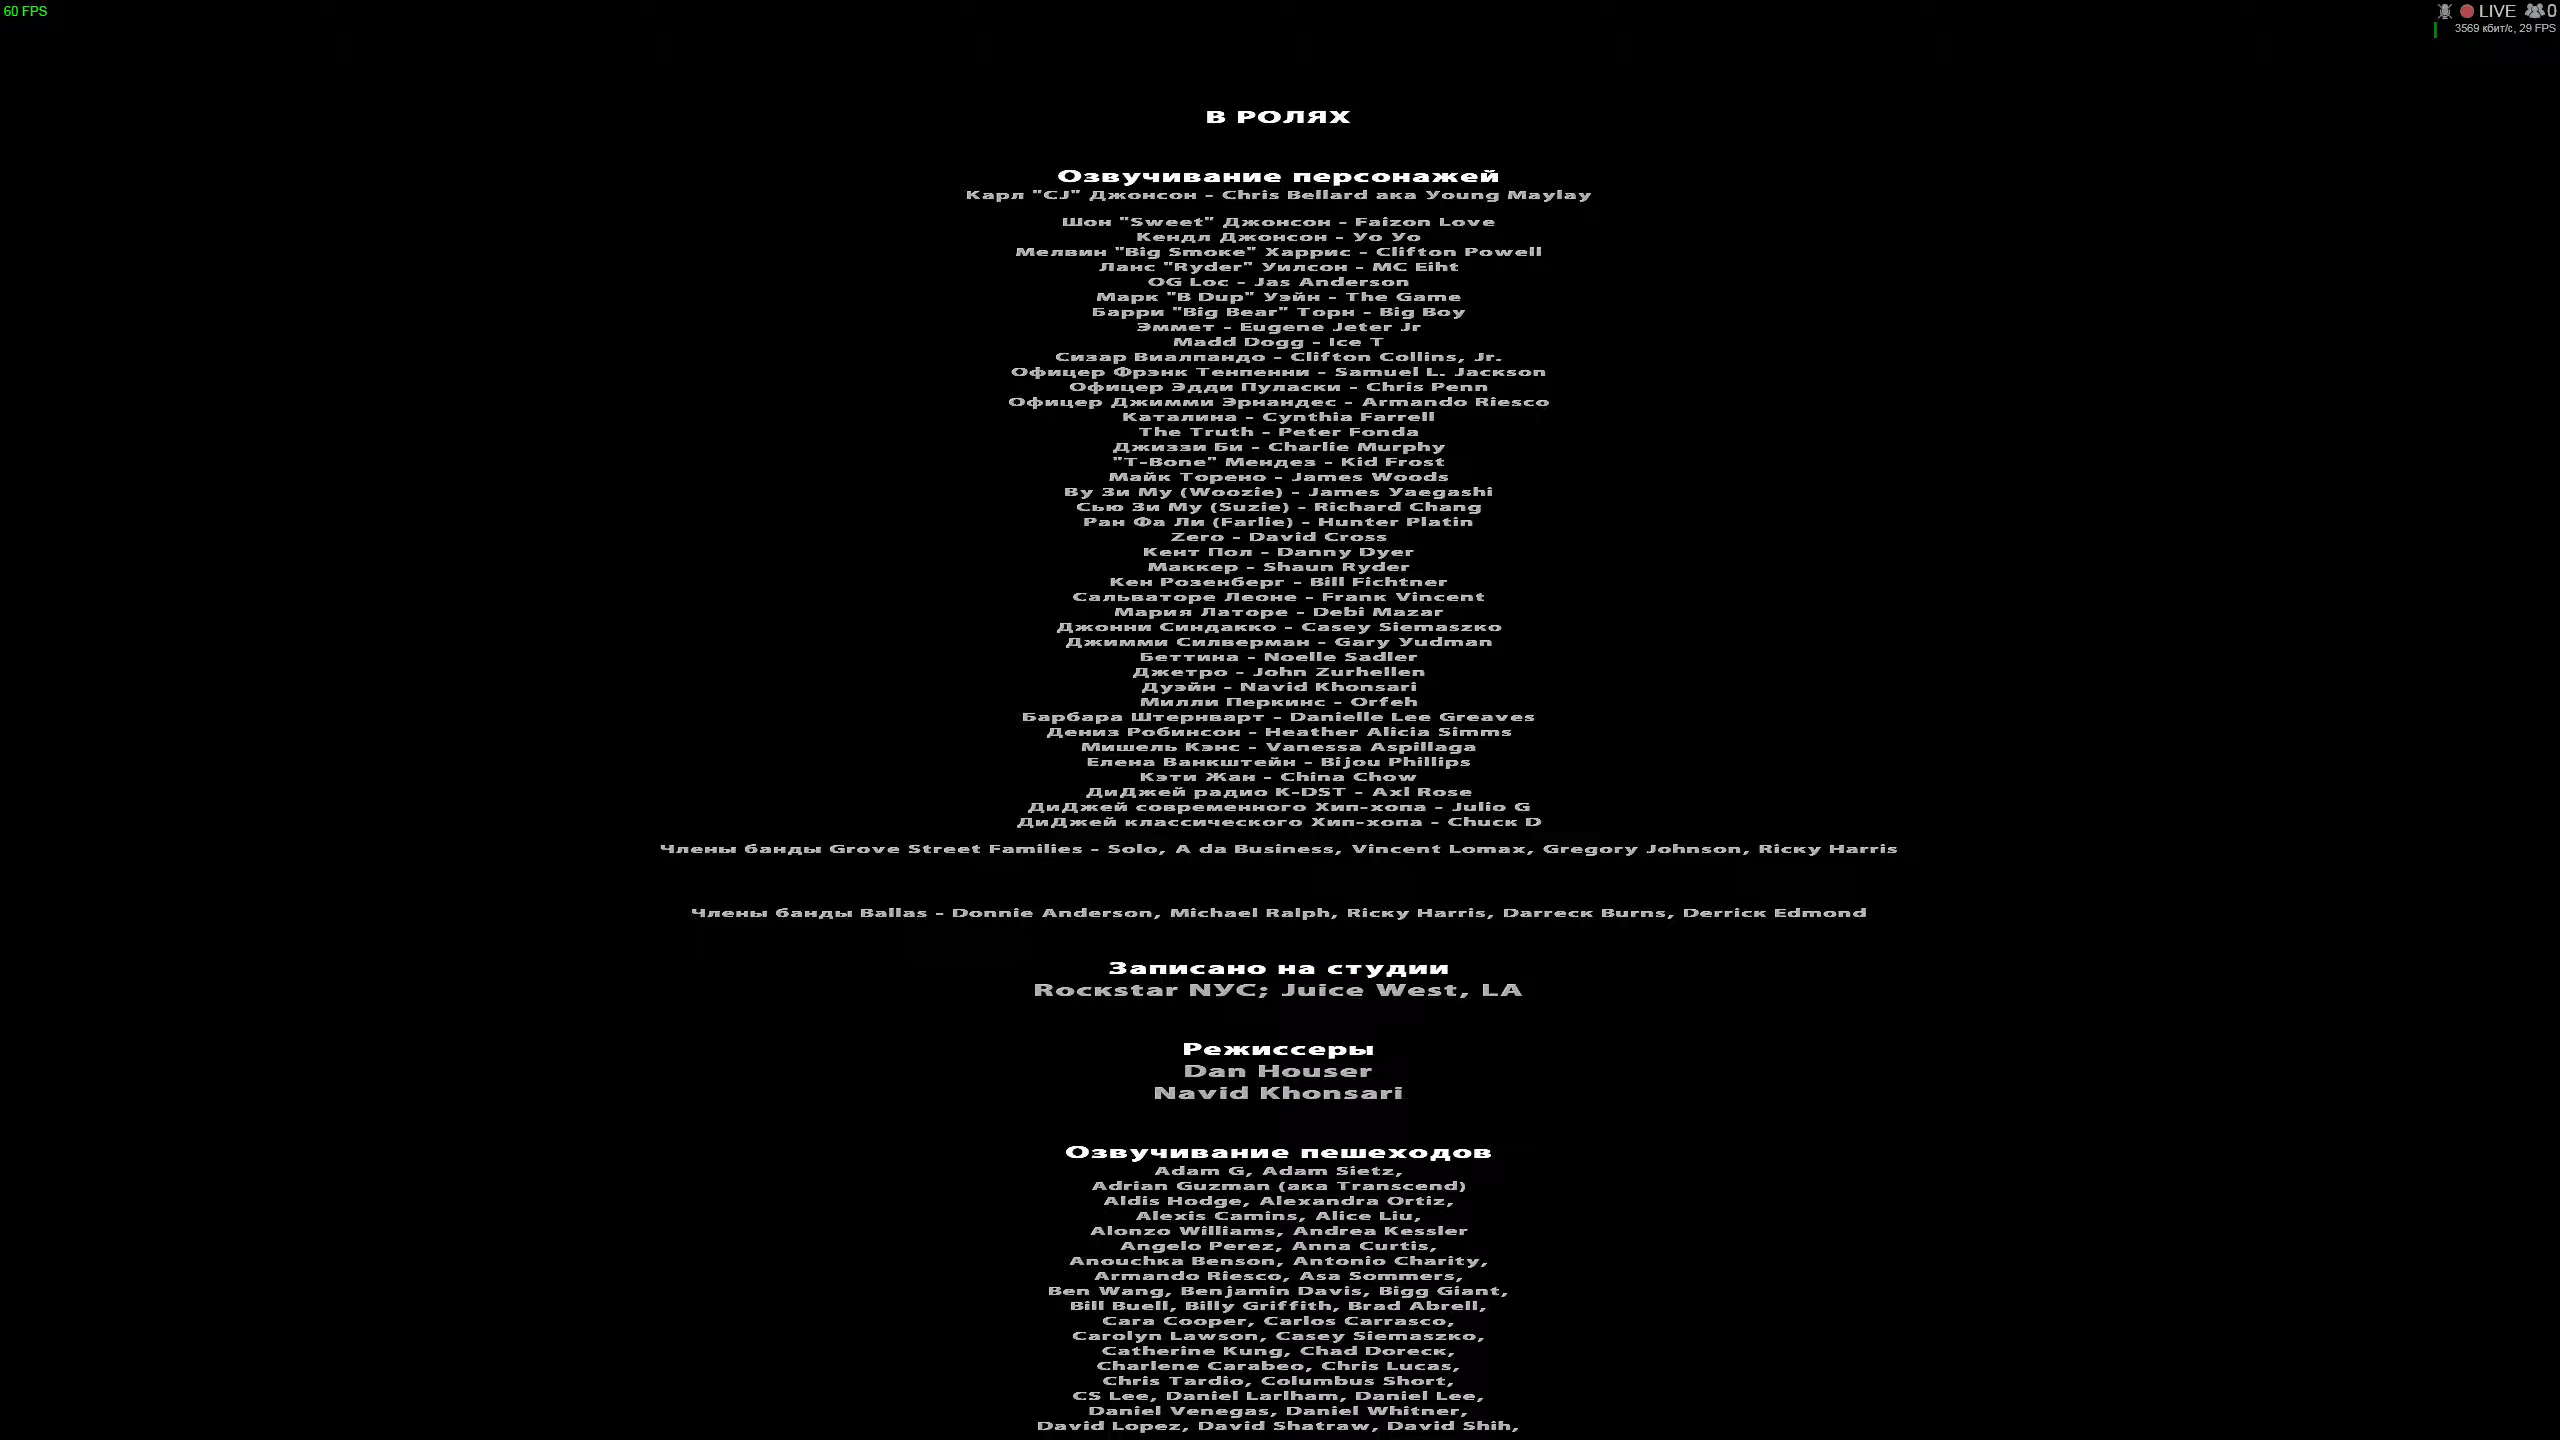 60 FPS
LIVE 0
3569 кбит/с, 29 FPS
В РОЛЯХ
Озвучивание персонажей
Карл "CJ" Джонсон - Chris Bellard aка Young Maylay
Шон "Sweet" Джонсон - Faizon Love
Кендл Джонсон - Yo Yo
Мелвин "Big Smoке" Харрис - Clifton Powell
Ланс "Ryder" Уилсон - MC Eiht
OG Loc - Jas Anderson
Марк "B Dup" Уэйн - The Game
Барри "Big Bear" Торн - Big Boy
Эммет - Eugene Jeter Jr
Madd Dogg - Ice T
Сизар Виалпандо - Clifton Collins, Jr.
Офицер Фрэнк Тенпенни - Samuel L. Jacкson
Офицер Эдди Пуласки - Chris Penn
Офицер Джимми Эрнандес - Armando Riesco
Каталина - Cynthia Farrell
The Truth - Peter Fonda
Джиззи Би - Charlie Murphy
"T-Bone" Мендез - Kid Frost
Майк Торено - James Woods
Ву Зи Му (Woozie) - James Yaegashi
Сью Зи Му (Suzie) - Richard Chang
Ран Фа Ли (Farlie) - Hunter Platin
Zero - David Cross
Кент Пол - Danny Dyer
Маккер - Shaun Ryder
Кен Розенберг - Bill Fichtner
Сальваторе Леоне - Franк Vincent
Мария Латоре - Debi Mazar
Джонни Синдакко - Casey Siemaszкo
Джимми Силверман - Gary Yudman
Беттина - Noelle Sadler
Джетро - John Zurhellen
Дуэйн - Navid Khonsari
Милли Перкинс - Orfeh
Барбара Штернварт - Danielle Lee Greaves
Дениз Робинсон - Heather Alicia Simms
Мишель Кэнс - Vanessa Aspillaga
Елена Ванкштейн - Bijou Phillips
Кэти Жан - China Chow
ДиДжей радио K-DST - Axl Rose
ДиДжей современного Хип-хопа - Julio G
ДиДжей классического Хип-хопа - Chucк D
Члены банды Grove Street Families - Solo, A da Business, Vincent Lomax, Gregory Johnson, Ricкy Harris
Члены банды Ballas - Donnie Anderson, Michael Ralph, Ricкy Harris, Darrecк Burns, Derricк Edmond
Записано на студии
Rocкstar NYC; Juice West, LA
Режиссеры
Dan Houser
Navid Khonsari
Озвучивание пешеходов
Adam G, Adam Sietz,
Adrian Guzman (aкa Transcend)
Aldis Hodge, Alexandra Ortiz,
Alexis Camins, Alice Liu,
Alonzo Williams, Andrea Kessler
Angelo Perez, Anna Curtis,
Anouchкa Benson, Antonio Charity,
Armando Riesco, Asa Sommers,
Ben Wang, Benjamin Davis, Bigg Giant,
Bill Buell, Billy Griffith, Brad Abrell,
Cara Cooper, Carlos Carrasco,
Carolyn Lawson, Casey Siemaszкo,
Catherine Kung, Chad Dorecк,
Charlene Carabeo, Chris Lucas,
Chris Tardio, Columbus Short,
CS Lee, Daniel Larlham, Daniel Lee,
Daniel Venegas, Daniel Whitner,
David Lopez, David Shatraw, David Shih,